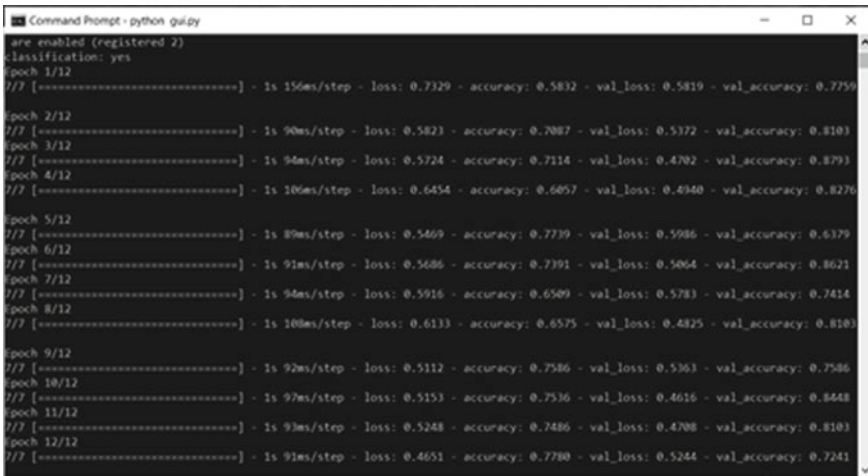 Command Prompt - python gui.py
are enabled (registered 2)
classification: yes
Epoch 1/12
7/7 [==============================] - 1s 156ms/step - loss: 0.7329 - accuracy: 0.5832 - val_loss: 0.5819 - val_accuracy: 0.7759
Epoch 2/12
7/7 [==============================] - 1s 90ms/step - loss: 0.5823 - accuracy: 0.7087 - val_loss: 0.5372 - val_accuracy: 0.8103
Epoch 3/12
7/7 [==============================] - 1s 94ms/step - loss: 0.5724 - accuracy: 0.7114 - val_loss: 0.4702 - val_accuracy: 0.8793
Epoch 4/12
7/7 [==============================] - 1s 106ms/step - loss: 0.6454 - accuracy: 0.6057 - val_loss: 0.4940 - val_accuracy: 0.8276
Epoch 5/12
7/7 [==============================] - 1s 89ms/step - loss: 0.5469 - accuracy: 0.7739 - val_loss: 0.5986 - val_accuracy: 0.6379
Epoch 6/12
7/7 [==============================] - 1s 91ms/step - loss: 0.5686 - accuracy: 0.7391 - val_loss: 0.5064 - val_accuracy: 0.8621
Epoch 7/12
7/7 [==============================] - 1s 94ms/step - loss: 0.5916 - accuracy: 0.6509 - val_loss: 0.5783 - val_accuracy: 0.7414
Epoch 8/12
7/7 [==============================] - 1s 108ms/step - loss: 0.6133 - accuracy: 0.6575 - val_loss: 0.4825 - val_accuracy: 0.8103
Epoch 9/12
7/7 [==============================] - 1s 92ms/step - loss: 0.5112 - accuracy: 0.7586 - val_loss: 0.5363 - val_accuracy: 0.7586
Epoch 10/12
7/7 [==============================] - 1s 97ms/step - loss: 0.5153 - accuracy: 0.7536 - val_loss: 0.4616 - val_accuracy: 0.8448
Epoch 11/12
7/7 [==============================] - 1s 93ms/step - loss: 0.5248 - accuracy: 0.7486 - val_loss: 0.4708 - val_accuracy: 0.8103
Epoch 12/12
7/7 [==============================] - 1s 91ms/step - loss: 0.4651 - accuracy: 0.7780 - val_loss: 0.5244 - val_accuracy: 0.7241